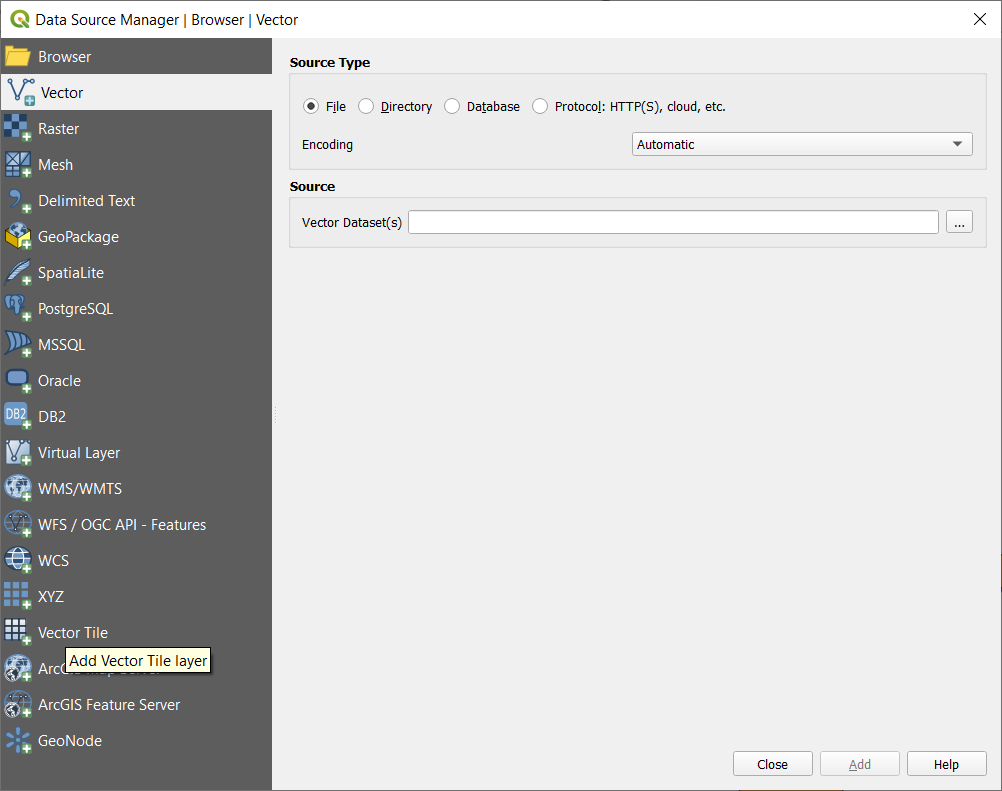 Data Source Manager | Browser | Vector
Browser
Vector
Raster
Mesh
Delimited Text
GeoPackage
SpatiaLite
PostgreSQL
MSSQL
Oracle
DB2
DB2
Virtual Layer
WMS/WMTS
WFS / OGC API - Features
WCS
XYZ
Vector Tile
Add Vector Tile layer
ArcGIS Feature Server
GeoNode
Source Type
File Directory Database Protocol: HTTP(S), cloud, etc.
Encoding Automatic
Source
Vector Dataset(s) ...
Close Add Help